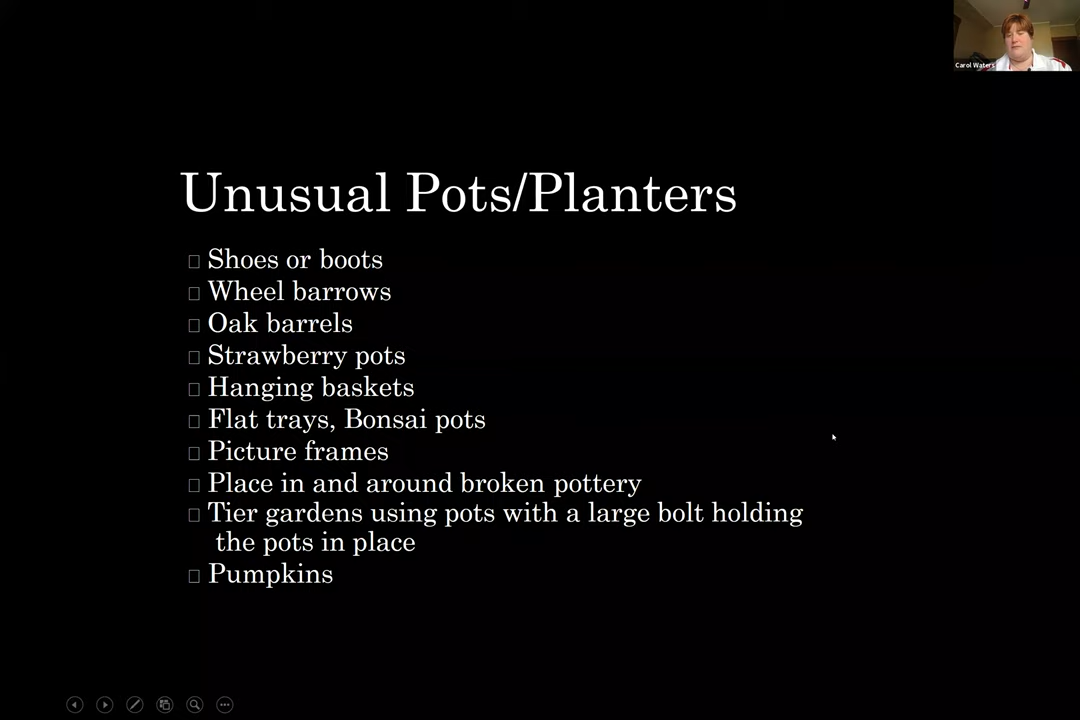 Carol Waters
Unusual Pots/Planters
Shoes or boots
Wheel barrows
Oak barrels
Strawberry pots
Hanging baskets
Flat trays, Bonsai pots
Picture frames
Place in and around broken pottery
Tier gardens using pots with a large bolt holding
the pots in place
Pumpkins